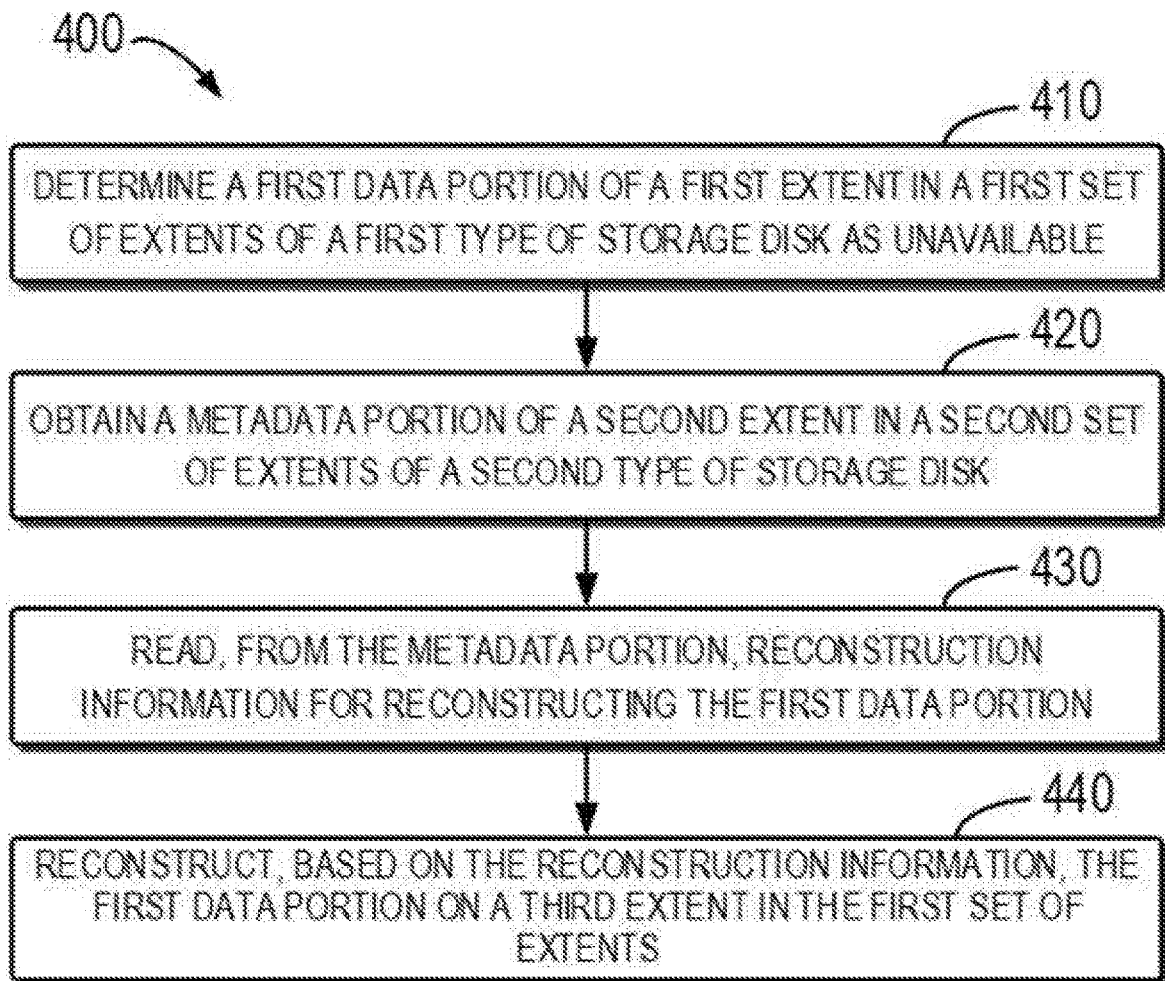 400
410
DETERMINE A FIRST DATA PORTION OF A FIRST EXTENT IN A FIRST SET
OF EXTENTS OF A FIRST TYPE OF STORAGE DISK AS UNAVAILABLE
420
OBTAIN A METADATA PORTION OF A SECOND EXTENT IN A SECOND SET
OF EXTENTS OF A SECOND TYPE OF STORAGE DISK
430
READ, FROM THE METADATA PORTION, RECONSTRUCTION
INFORMATION FOR RECONSTRUCTING THE FIRST DATA PORTION
440
RECONSTRUCT, BASED ON THE RECONSTRUCTION INFORMATION, THE
FIRST DATA PORTION ON A THIRD EXTENT IN THE FIRST SET OF
EXTENTS